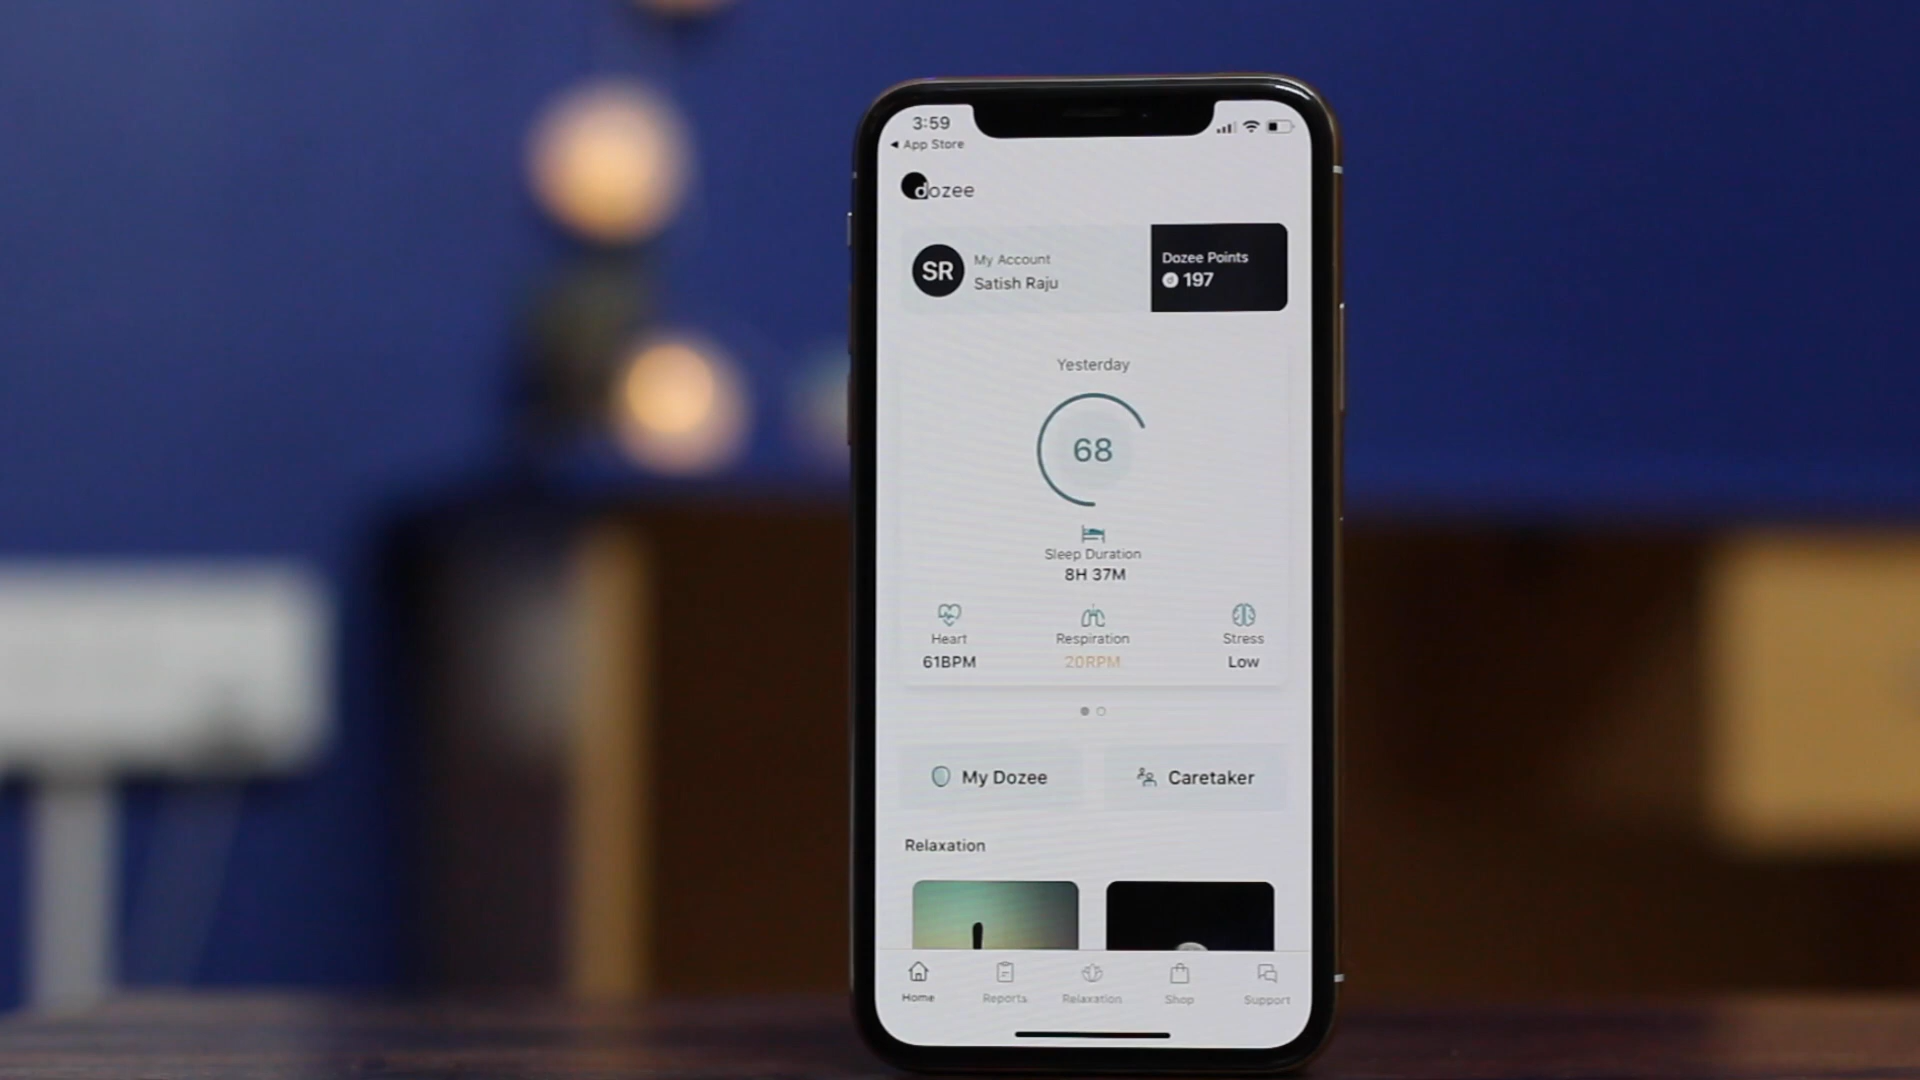 3:59
◄ App Store
dozee
SR
My Account
Satish Raju
Dozee Points
197
Yesterday
68
Sleep Duration
8H 37M
Heart
Respiration
Stress
61BPM
20RPM
Low
My Dozee
Caretaker
Relaxation
Home
Reports
Relaxation
Shop
Support